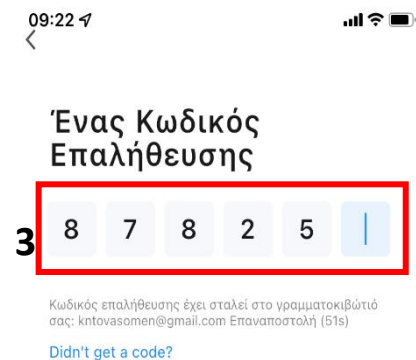 09:22
Ένας Κωδικός
Επαλήθευσης
3 8 7 8 2 5
Κωδικός επαλήθευσης έχει σταλεί στο γραμματοκιβώτιό
σας: kntovasomen@gmail.com Επαναποστολή (51s)
Didn't get a code?